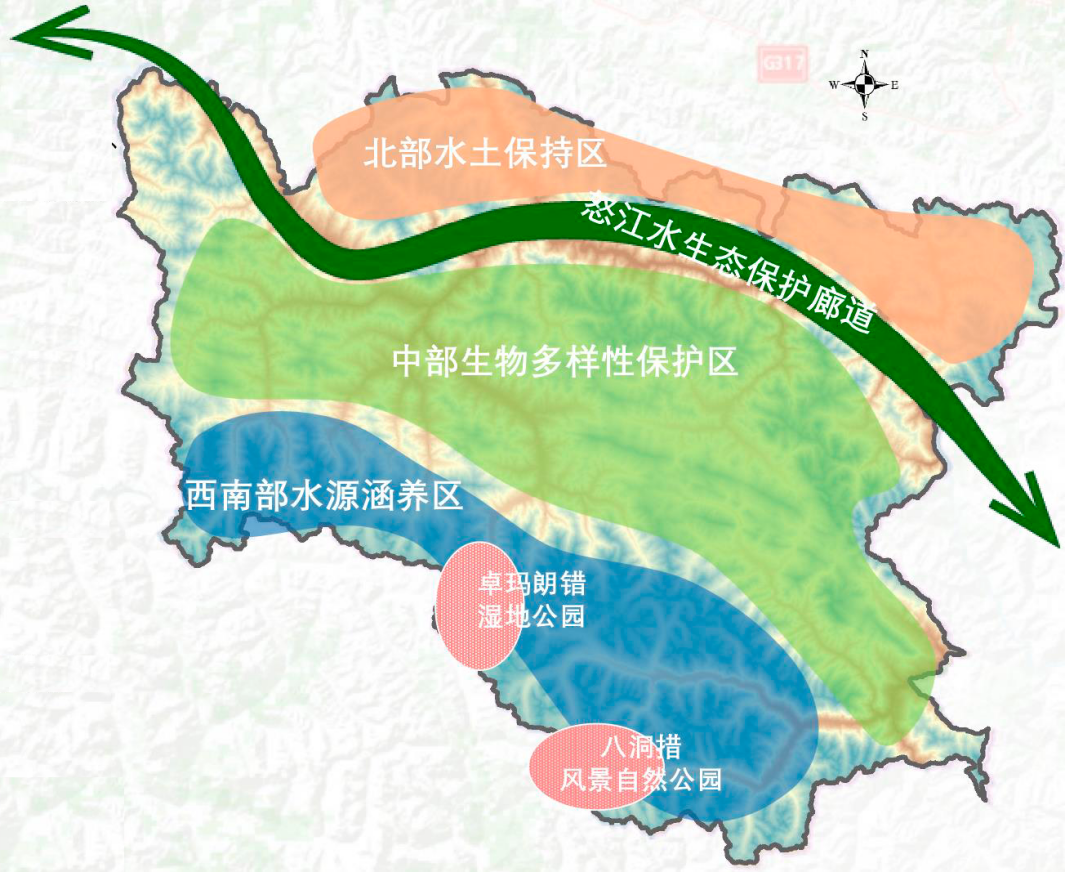 G317
N
W E
S
北部水土保持区
怒江水生态保护廊道
中部生物多样性保护区
西南部水源涵养区
卓玛朗错
湿地公园
八洞措
风景自然公园